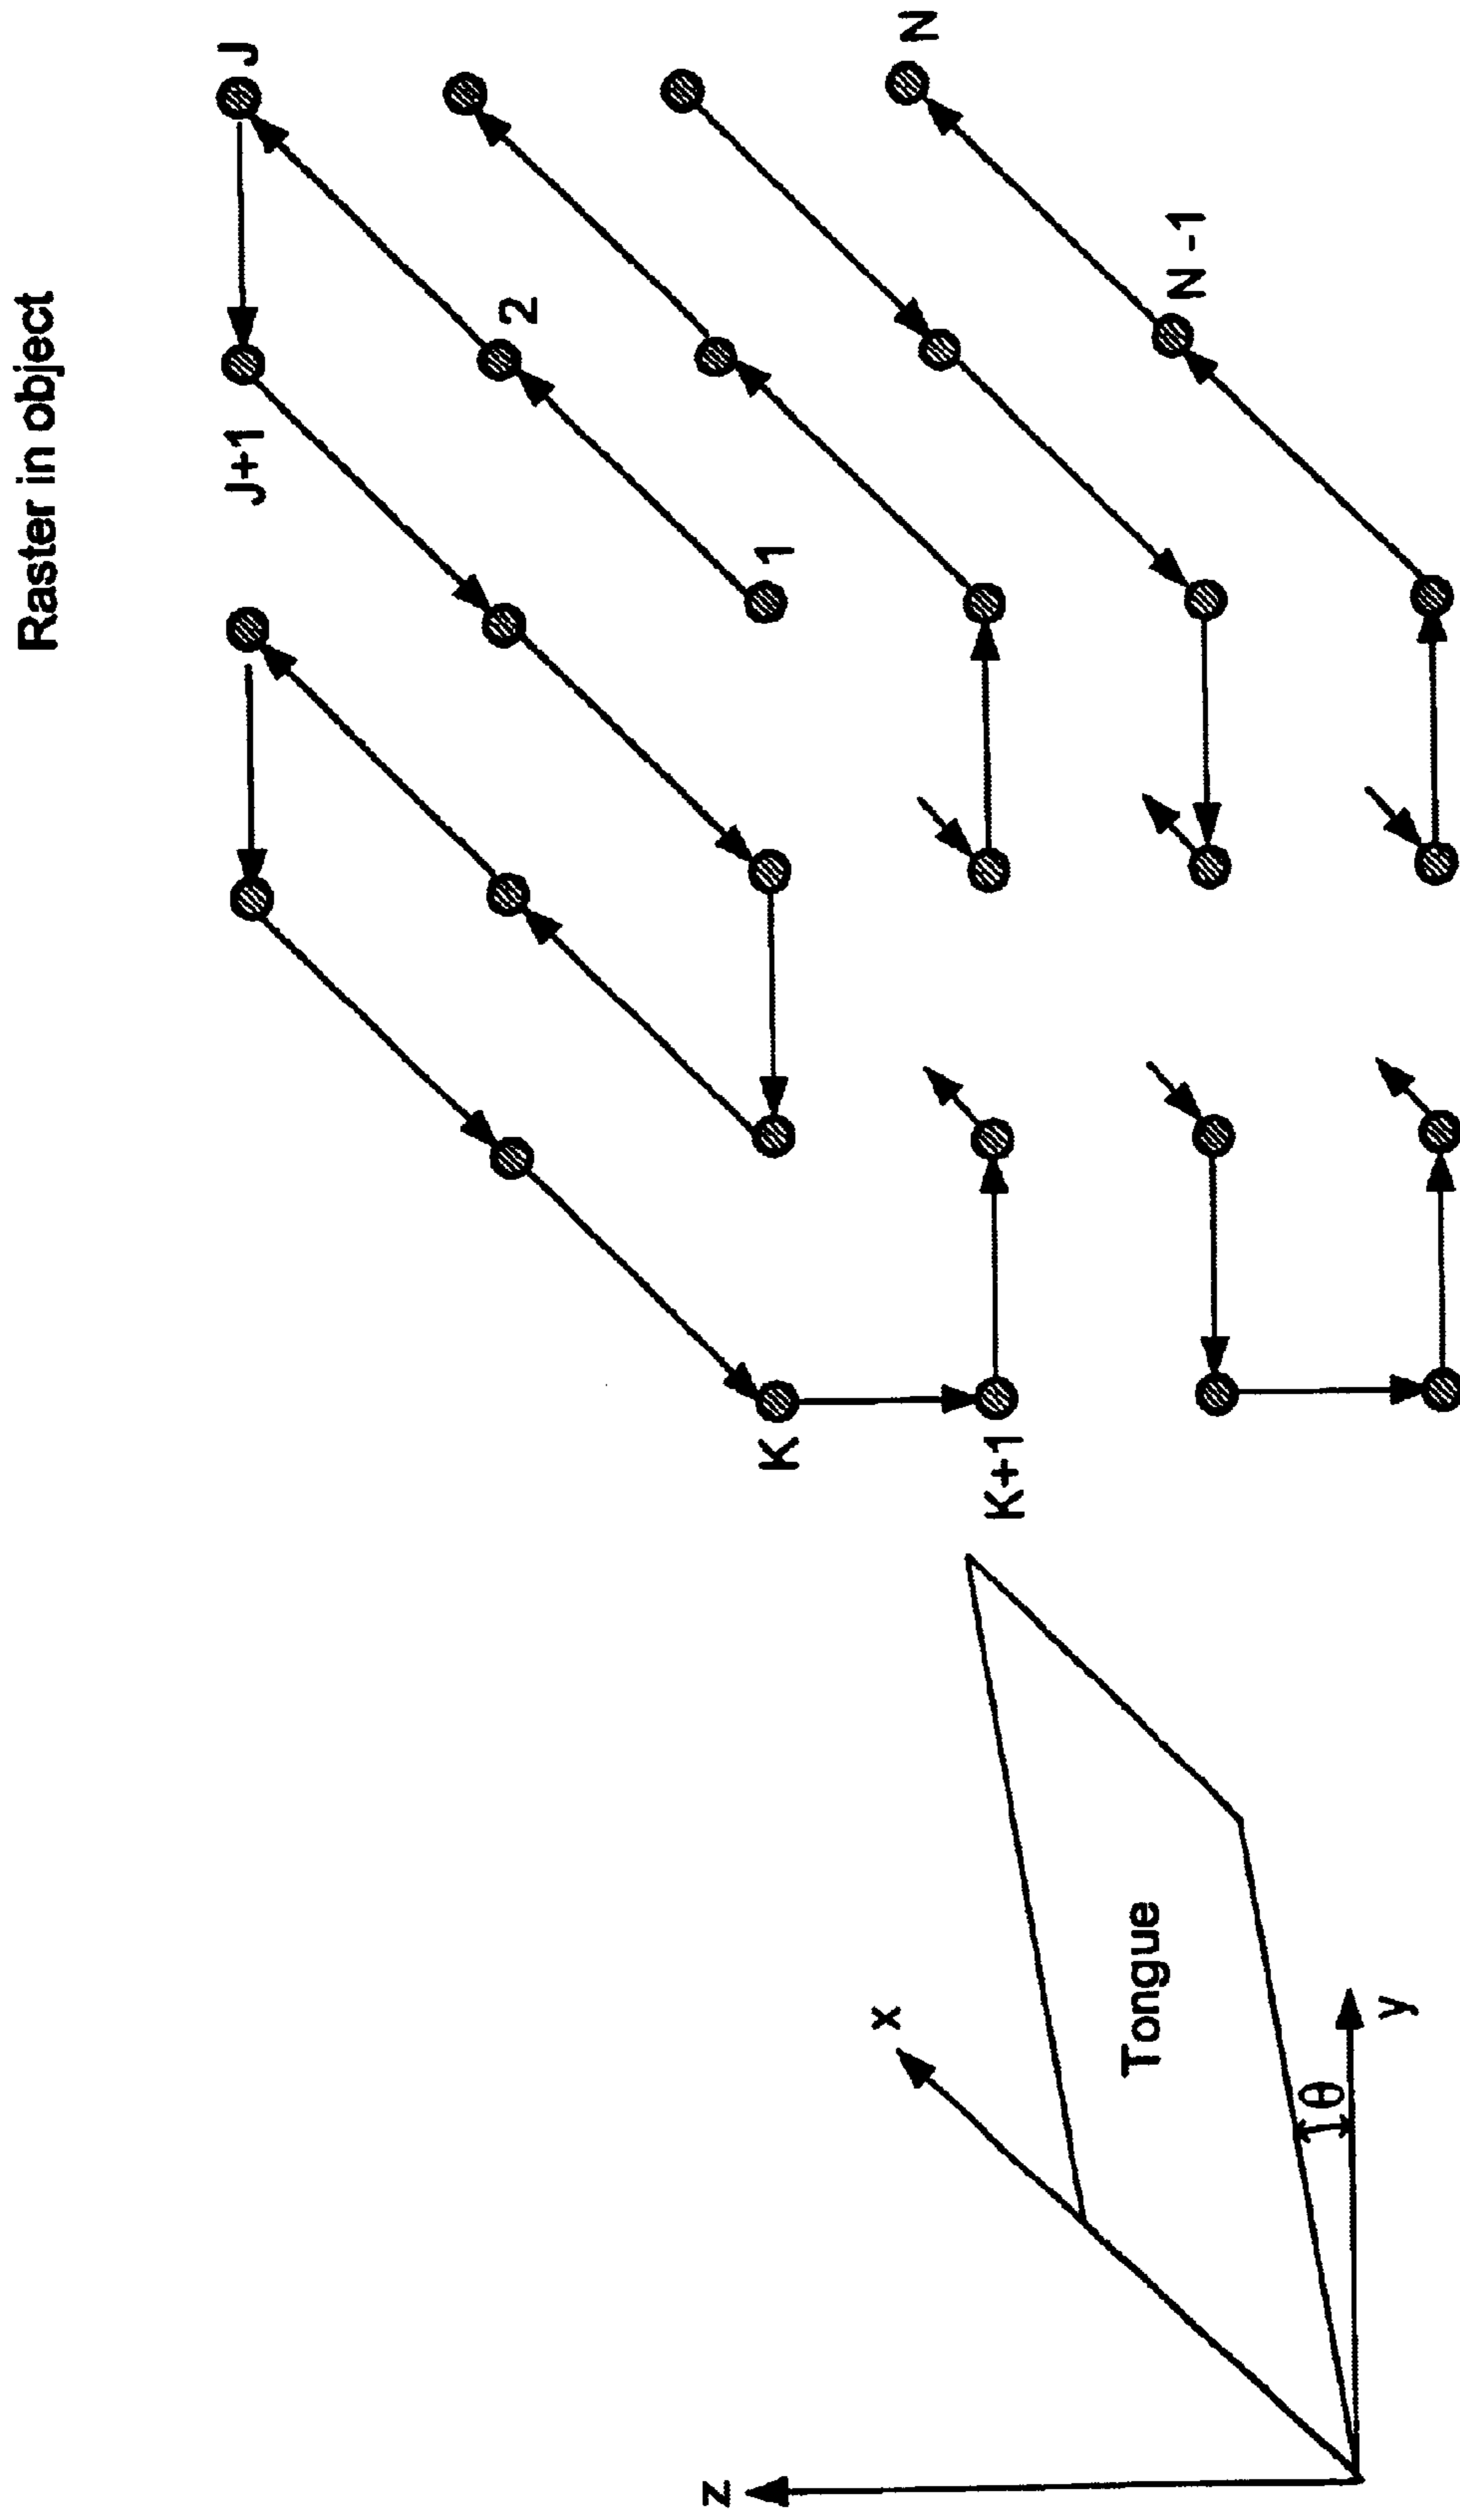 Raster in object
J
J+1
2
1
N
N-1
K
K+1
Z
x
Tongue
θ
y